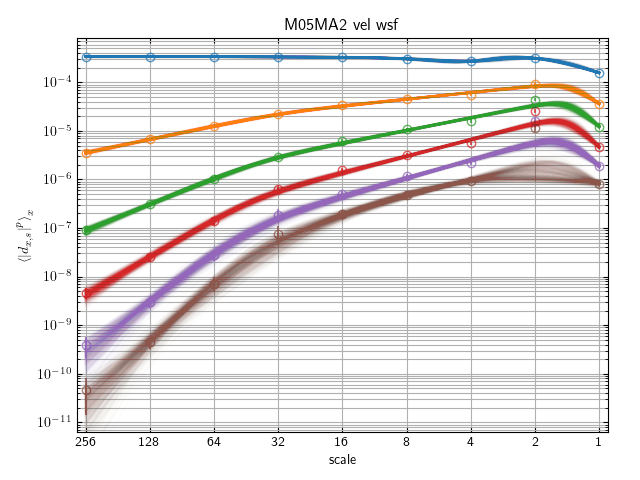 M05MA2 vel wsf
10⁻⁴
10⁻⁵
10⁻⁶
10⁻⁷
10⁻⁸
10⁻⁹
10⁻¹⁰
10⁻¹¹
⟨|d_{x,s}|^p⟩_x
256 128 64 32 16 8 4 2 1
scale